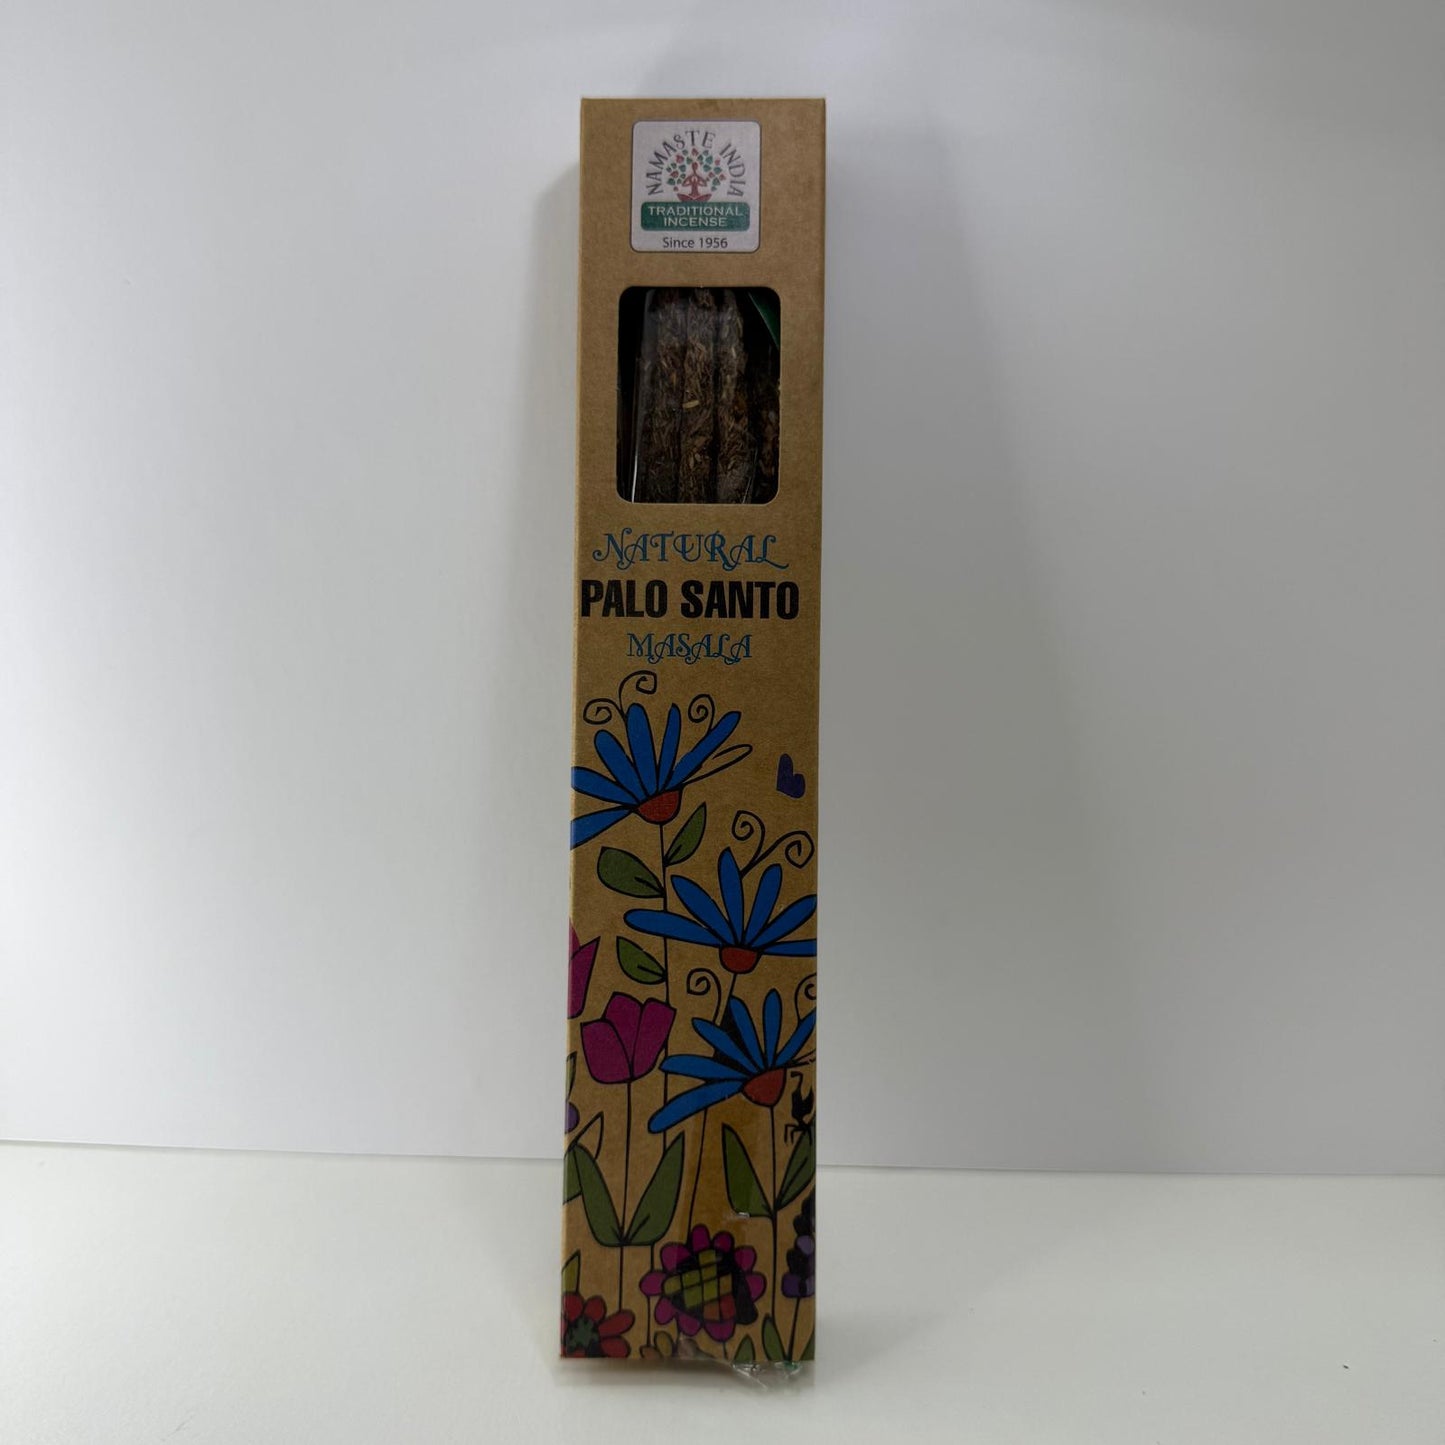 NAMASTE INDIA
TRADITIONAL
INCENSE
Since 1956
NATURAL
PALO SANTO
MASALA